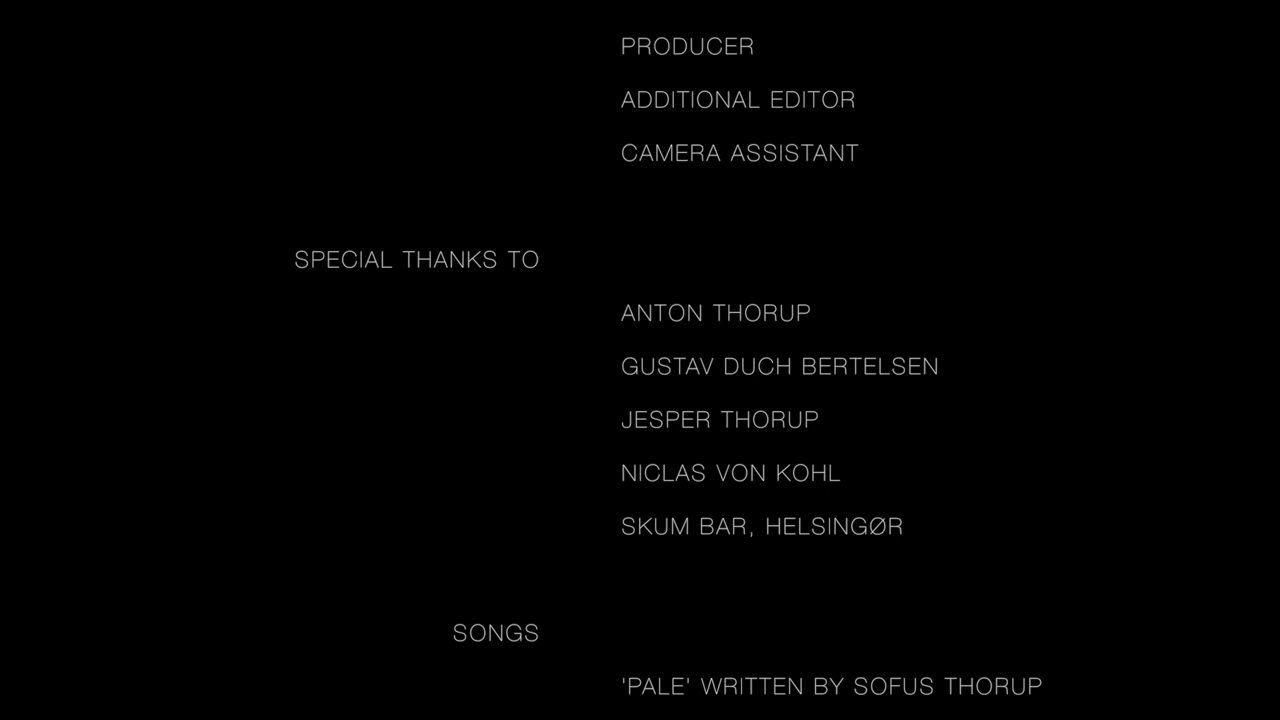 PRODUCER
ADDITIONAL EDITOR
CAMERA ASSISTANT
SPECIAL THANKS TO
ANTON THORUP
GUSTAV DUCH BERTELSEN
JESPER THORUP
NICLAS VON KOHL
SKUM BAR, HELSINGØR
SONGS
'PALE' WRITTEN BY SOFUS THORUP